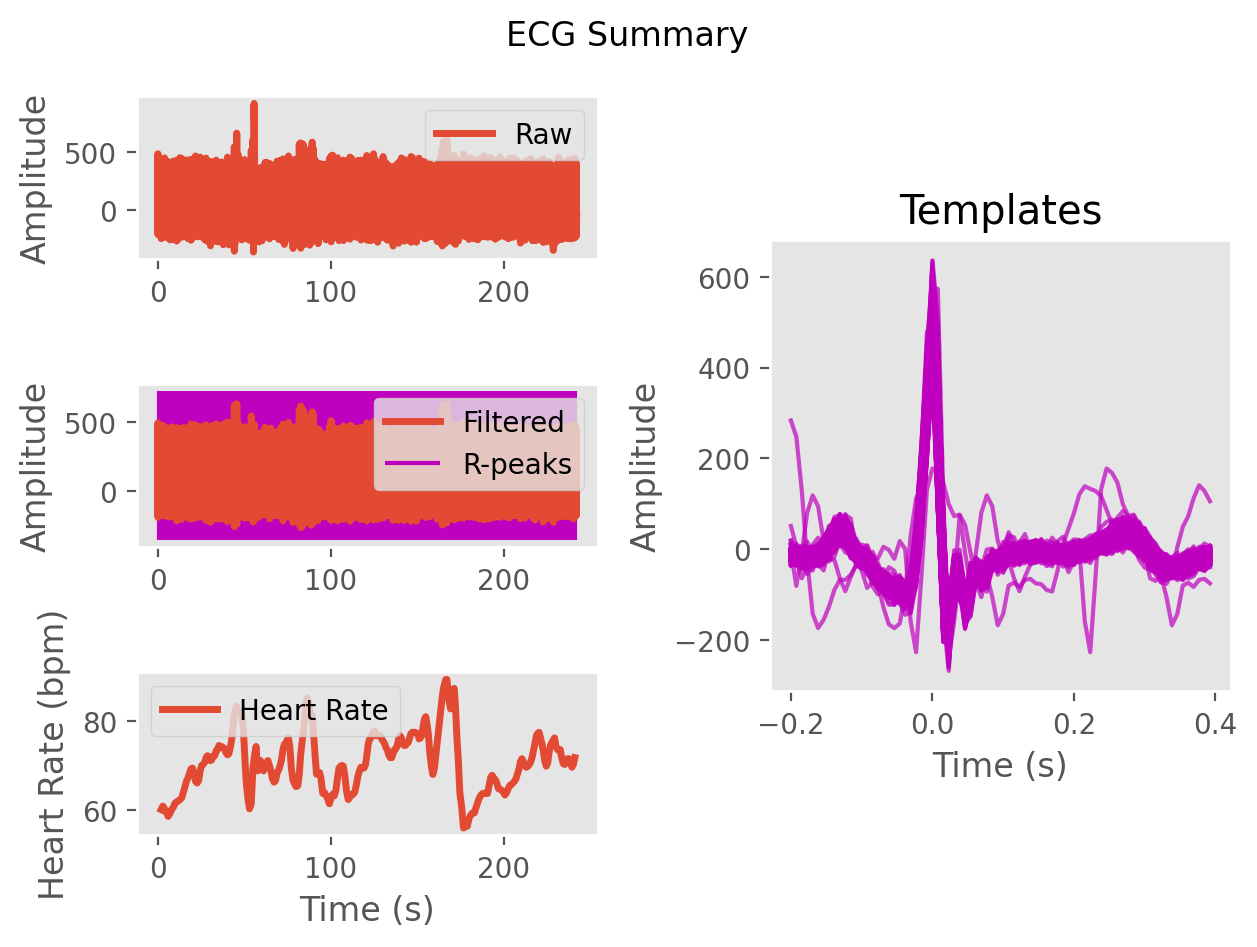 ECG Summary
Amplitude
500
0
Raw
0 100 200
Amplitude
500
0
Filtered
R-peaks
0 100 200
Heart Rate (bpm)
80
60
Heart Rate
0 100 200
Time (s)
Templates
Amplitude
600
400
200
0
−200
−0.2 0.0 0.2 0.4
Time (s)